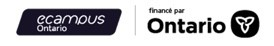 ecampus
Ontario
financé par
Ontario